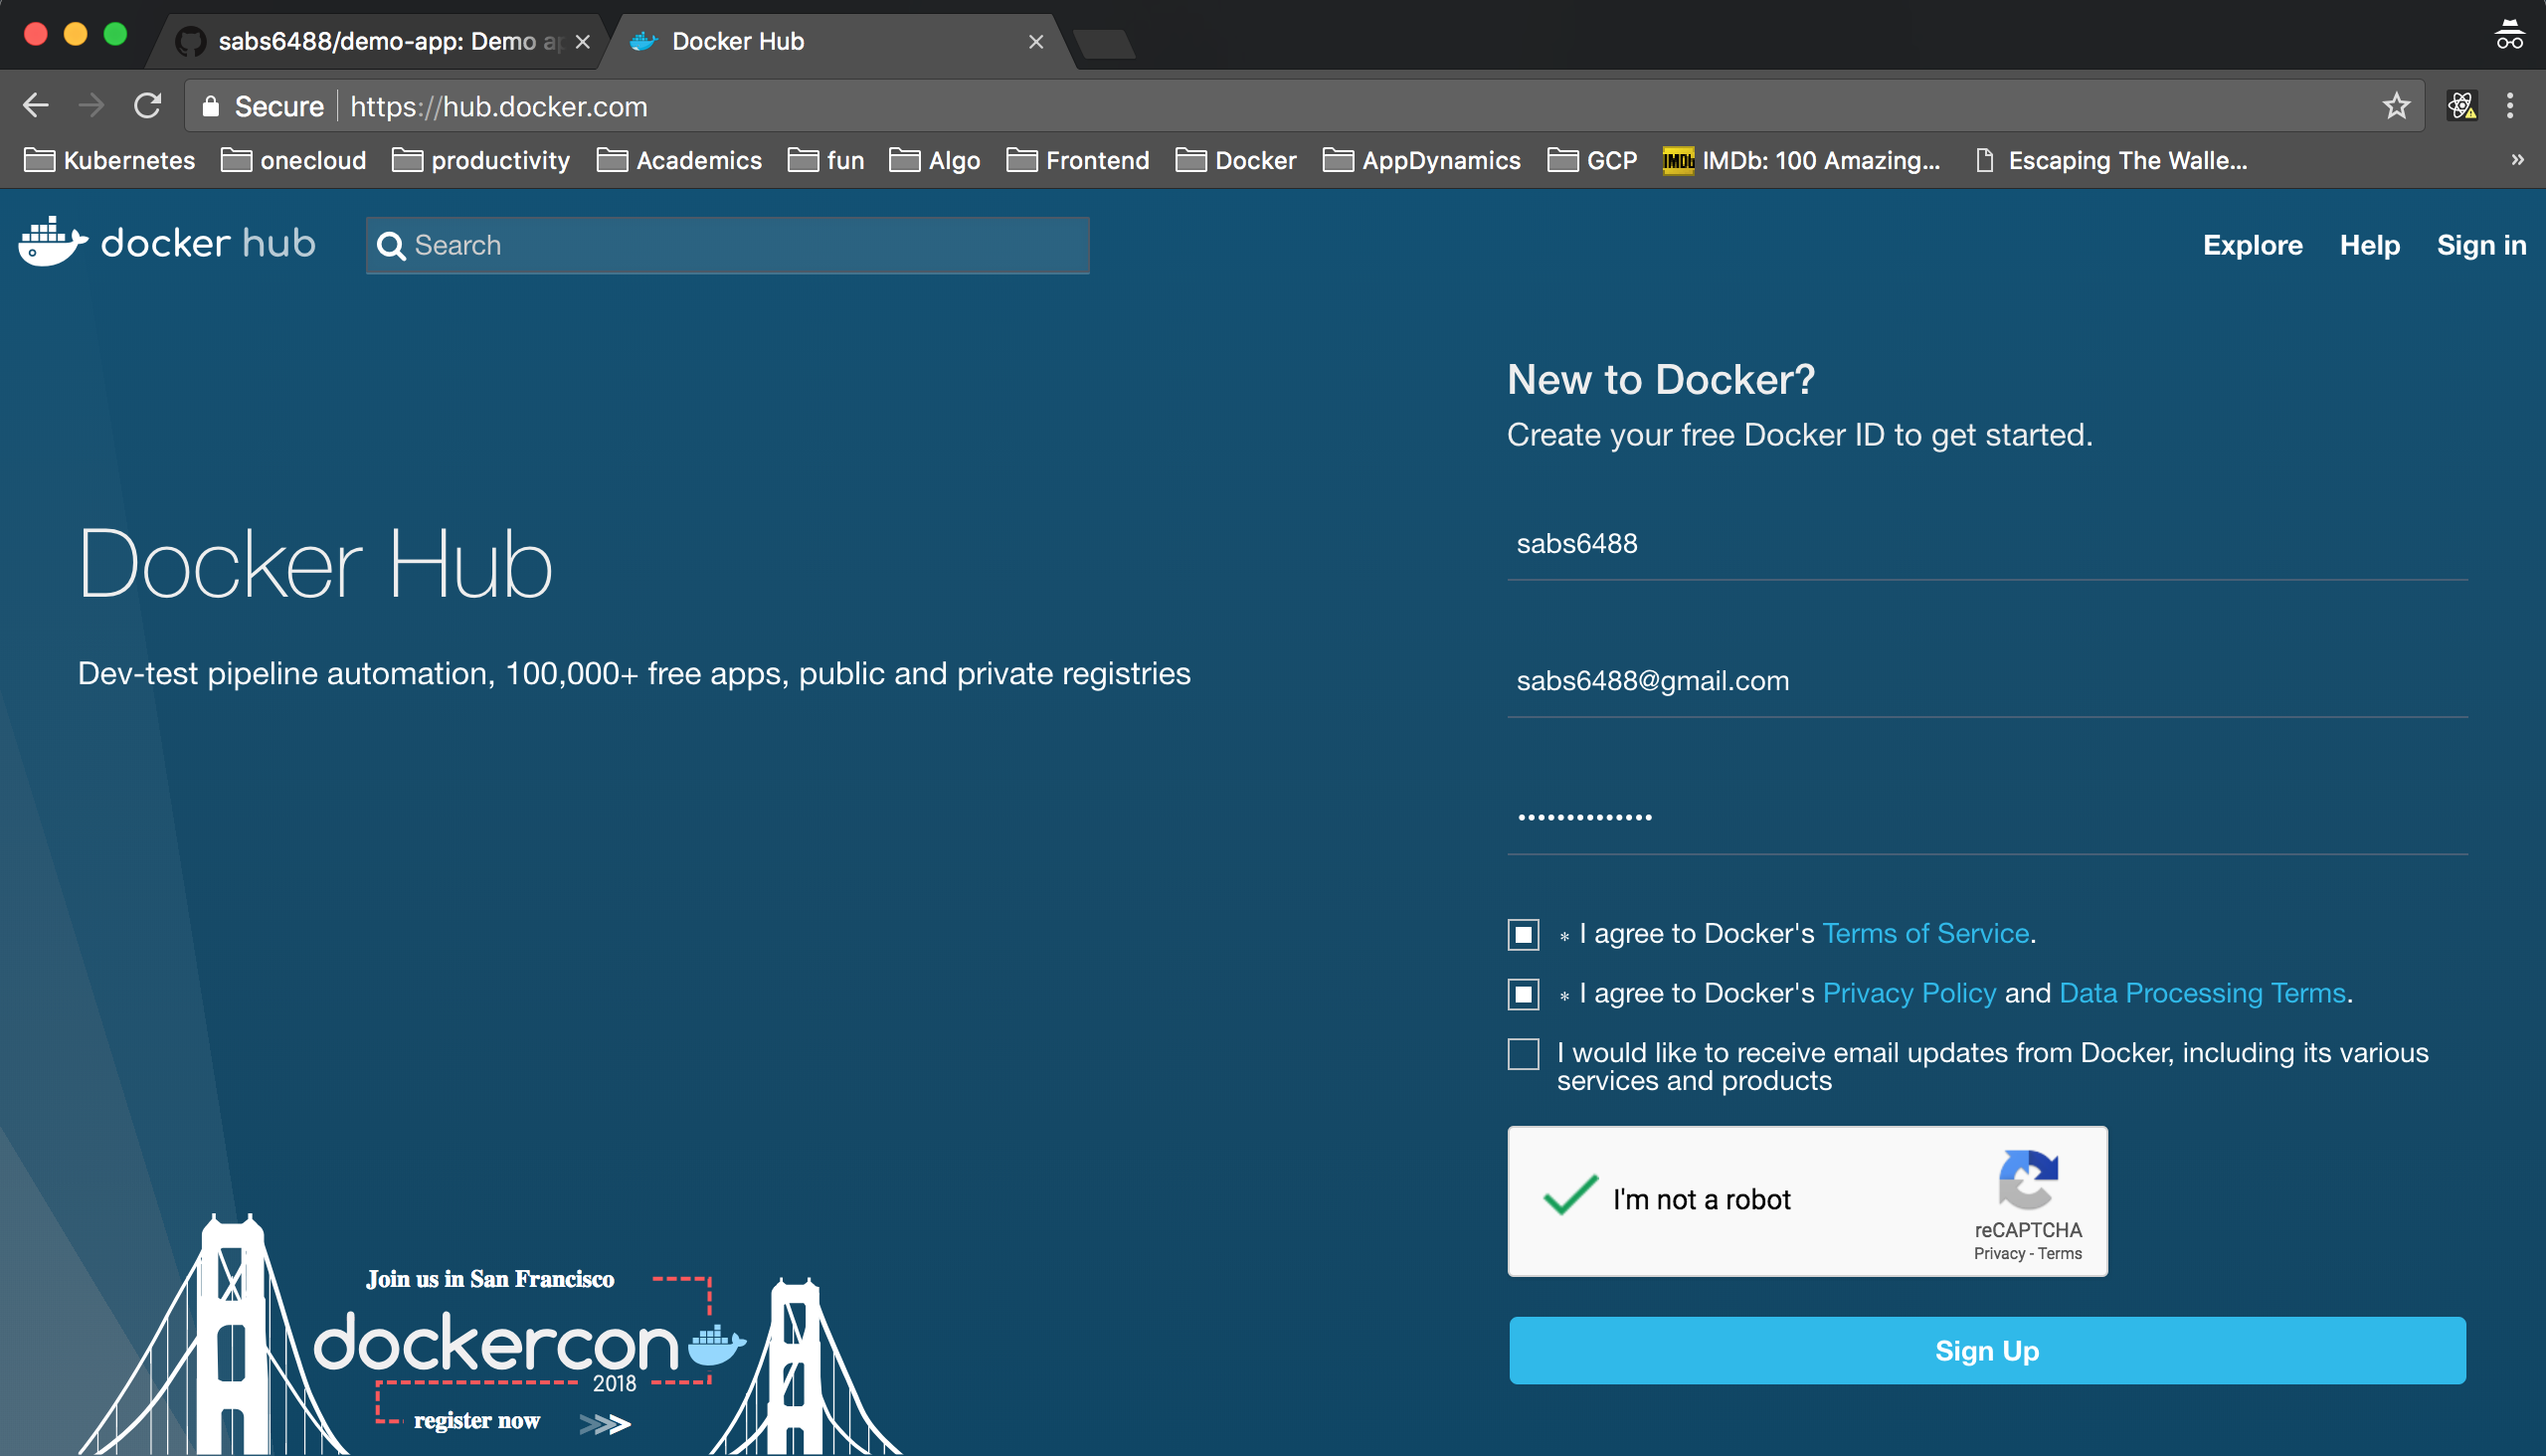 sabs6488/demo-app: Demo ap
Docker Hub
Secure
https://hub.docker.com
Kubernetes
onecloud
productivity
Academics
fun
Algo
Frontend
Docker
AppDynamics
GCP
IMDb
IMDb: 100 Amazing...
Escaping The Walle...
»
docker hub
Search
Explore
Help
Sign in
New to Docker?
Create your free Docker ID to get started.
sabs6488
Docker Hub
sabs6488@gmail.com
Dev-test pipeline automation, 100,000+ free apps, public and private registries
••••••••••••••
* I agree to Docker's Terms of Service.
* I agree to Docker's Privacy Policy and Data Processing Terms.
I would like to receive email updates from Docker, including its various
services and products
I'm not a robot
reCAPTCHA
Privacy - Terms
Join us in San Francisco
dockercon
2018
register now
Sign Up